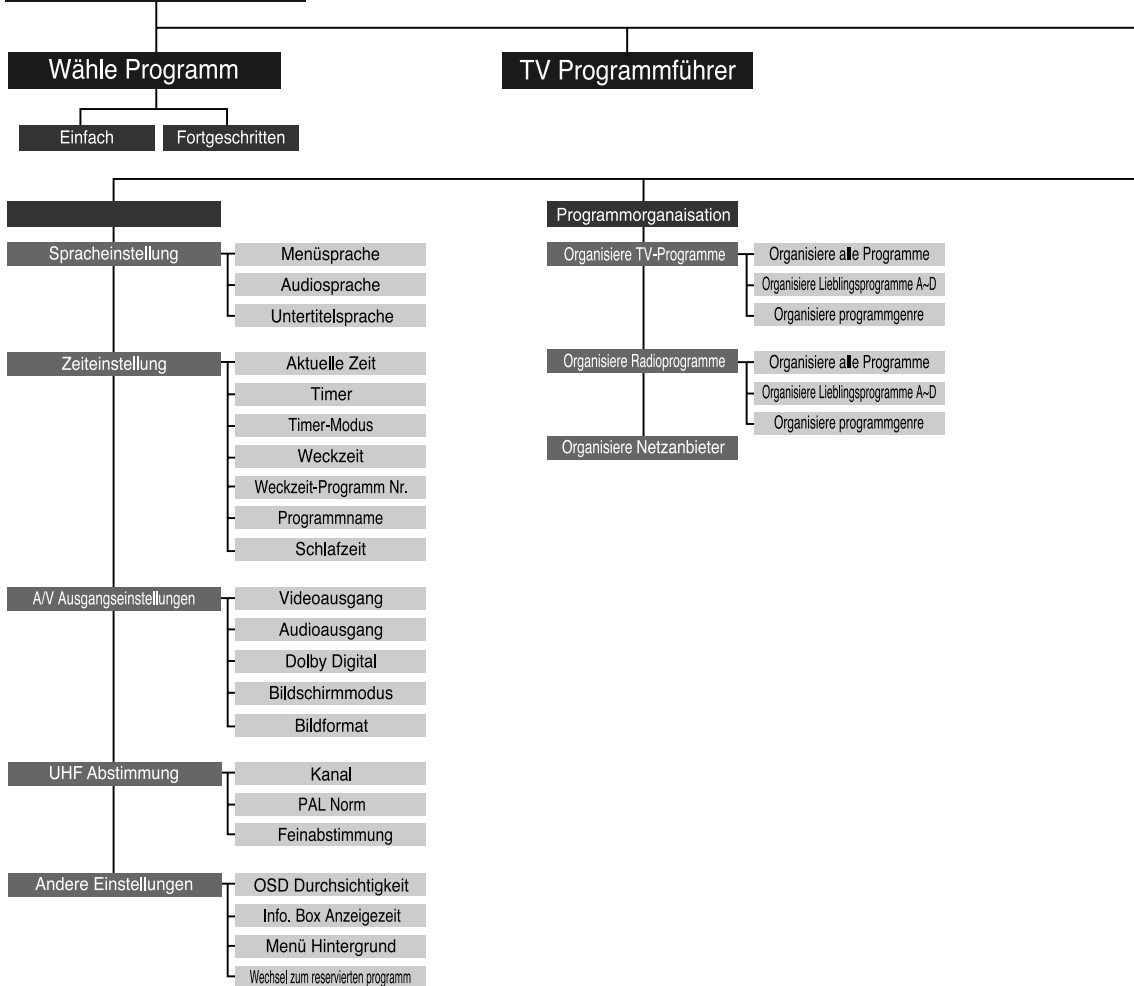 Wähle Programm
TV Programmführer
Einfach
Fortgeschritten
Programmorganaisation
Spracheinstellung
Menüsprache
Audiosprache
Untertitelsprache
Organisiere TV-Programme
Organisiere alle Programme
Organisiere Lieblingsprogramme A~D
Organisiere programmgenre
Zeiteinstellung
Aktuelle Zeit
Timer
Timer-Modus
Weckzeit
Weckzeit-Programm Nr.
Programmname
Schlafzeit
Organisiere Radioprogramme
Organisiere alle Programme
Organisiere Lieblingsprogramme A~D
Organisiere programmgenre
Organisiere Netzanbieter
A/V Ausgangseinstellungen
Videoausgang
Audioausgang
Dolby Digital
Bildschirmmodus
Bildformat
UHF Abstimmung
Kanal
PAL Norm
Feinabstimmung
Andere Einstellungen
OSD Durchsichtigkeit
Info. Box Anzeigezeit
Menü Hintergrund
Wechsel zum reservierten programm